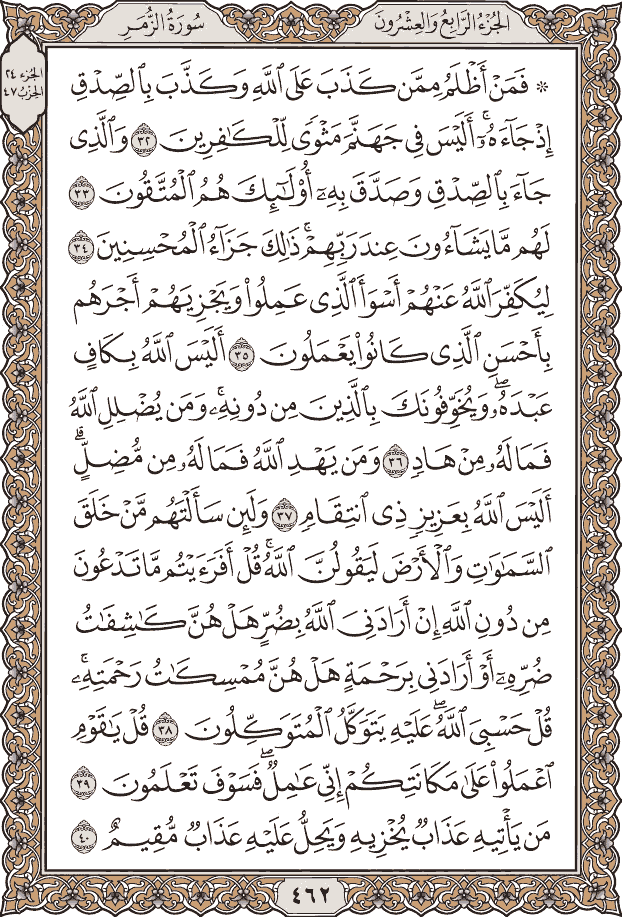 الجُزْءُ الرَّابِعُ وَالعِشْرُونَ
سُورَةُ الزُّمَرِ
الجزء ٢٤
الحزب ٤٧
۞ فَمَنْ أَظْلَمُ مِمَّن كَذَبَ عَلَى ٱللَّهِ وَكَذَّبَ بِٱلصِّدْقِ
إِذْ جَآءَهُۥٓۚ أَلَيْسَ فِى جَهَنَّمَ مَثْوًى لِّلْكَٰفِرِينَ ٣٢ وَٱلَّذِى
جَآءَ بِٱلصِّدْقِ وَصَدَّقَ بِهِۦٓ أُو۟لَٰٓئِكَ هُمُ ٱلْمُتَّقُونَ ٣٣
لَهُم مَّا يَشَآءُونَ عِندَ رَبِّهِمْۚ ذَٰلِكَ جَزَآءُ ٱلْمُحْسِنِينَ ٣٤
لِيُكَفِّرَ ٱللَّهُ عَنْهُمْ أَسْوَأَ ٱلَّذِى عَمِلُوا۟ وَيَجْزِيَهُمْ أَجْرَهُم
بِأَحْسَنِ ٱلَّذِى كَانُوا۟ يَعْمَلُونَ ٣٥ أَلَيْسَ ٱللَّهُ بِكَافٍ
عَبْدَهُۥۖ وَيُخَوِّفُونَكَ بِٱلَّذِينَ مِن دُونِهِۦۚ وَمَن يُضْلِلِ ٱللَّهُ
فَمَا لَهُۥ مِنْ هَادٍ ٣٦ وَمَن يَهْدِ ٱللَّهُ فَمَا لَهُۥ مِن مُّضِلٍّۗ
أَلَيْسَ ٱللَّهُ بِعَزِيزٍ ذِى ٱنتِقَامٍ ٣٧ وَلَئِن سَأَلْتَهُم مَّنْ خَلَقَ
ٱلسَّمَٰوَٰتِ وَٱلْأَرْضَ لَيَقُولُنَّ ٱللَّهُۚ قُلْ أَفَرَءَيْتُم مَّا تَدْعُونَ
مِن دُونِ ٱللَّهِ إِنْ أَرَادَنِىَ ٱللَّهُ بِضُرٍّ هَلْ هُنَّ كَٰشِفَٰتُ
ضُرِّهِۦٓ أَوْ أَرَادَنِى بِرَحْمَةٍ هَلْ هُنَّ مُمْسِكَٰتُ رَحْمَتِهِۦۚ
قُلْ حَسْبِىَ ٱللَّهُۖ عَلَيْهِ يَتَوَكَّلُ ٱلْمُتَوَكِّلُونَ ٣٨ قُلْ يَٰقَوْمِ
ٱعْمَلُوا۟ عَلَىٰ مَكَانَتِكُمْ إِنِّى عَٰمِلٌۖ فَسَوْفَ تَعْلَمُونَ ٣٩
مَن يَأْتِيهِ عَذَابٌ يُخْزِيهِ وَيَحِلُّ عَلَيْهِ عَذَابٌ مُّقِيمٌ ٤٠
٤٦٢